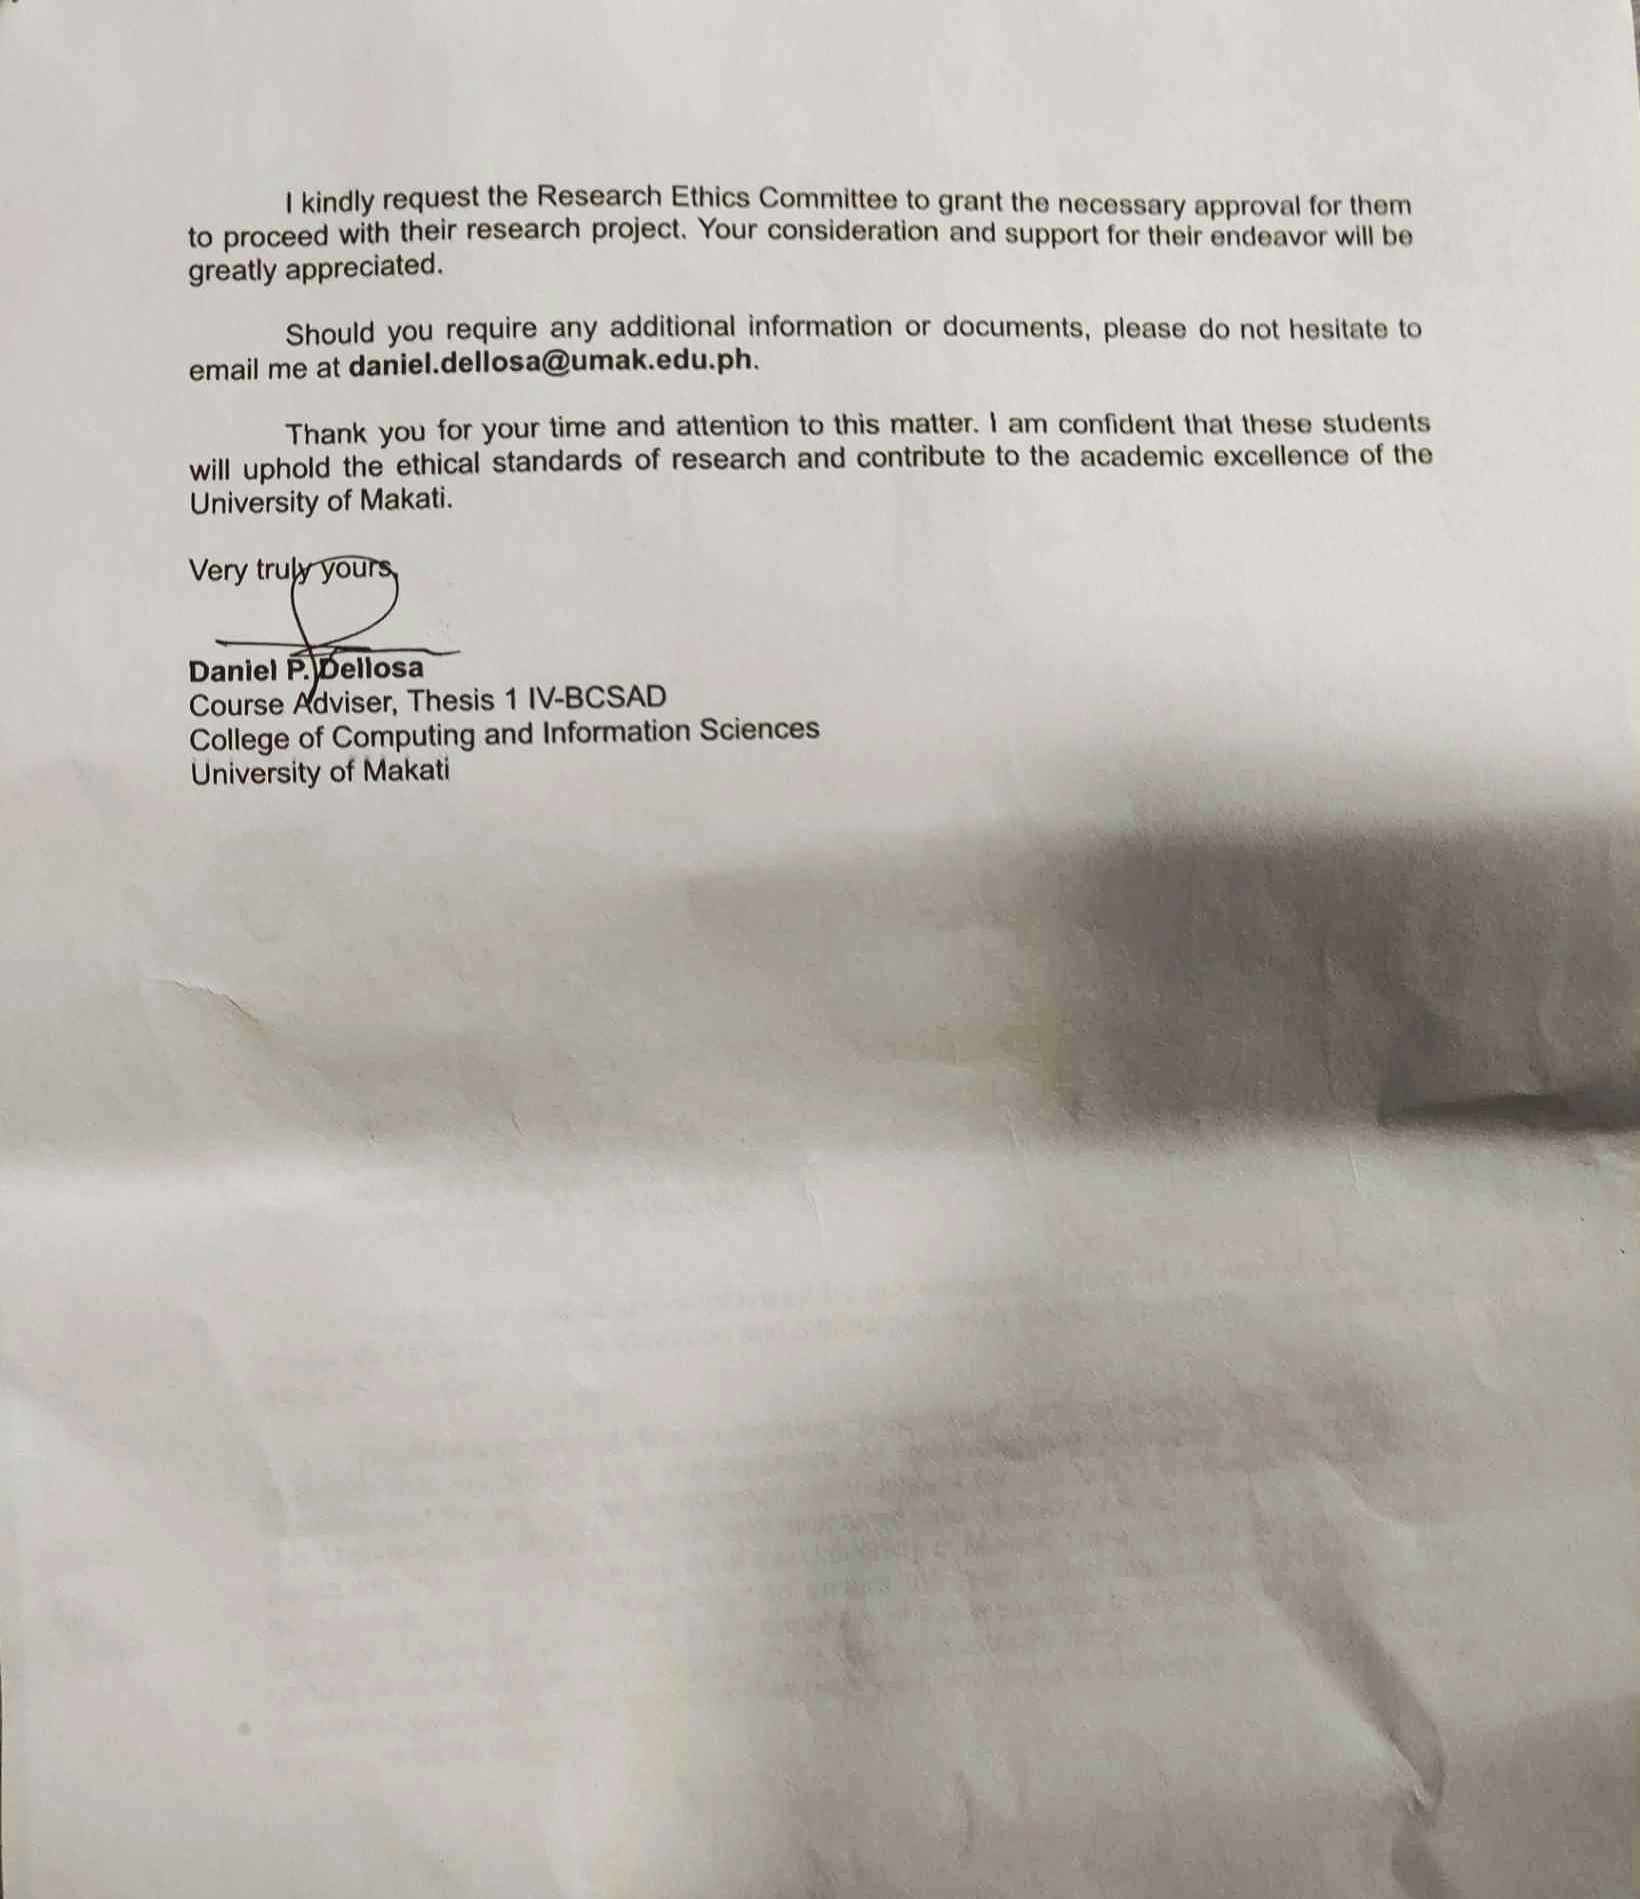 I kindly request the Research Ethics Committee to grant the necessary approval for them
to proceed with their research project. Your consideration and support for their endeavor will be
greatly appreciated.
Should you require any additional information or documents, please do not hesitate to
email me at daniel.dellosa@umak.edu.ph.
Thank you for your time and attention to this matter. I am confident that these students
will uphold the ethical standards of research and contribute to the academic excellence of the
University of Makati.
Very truly yours,
Daniel P. Dellosa
Course Adviser, Thesis 1 IV-BCSAD
College of Computing and Information Sciences
University of Makati